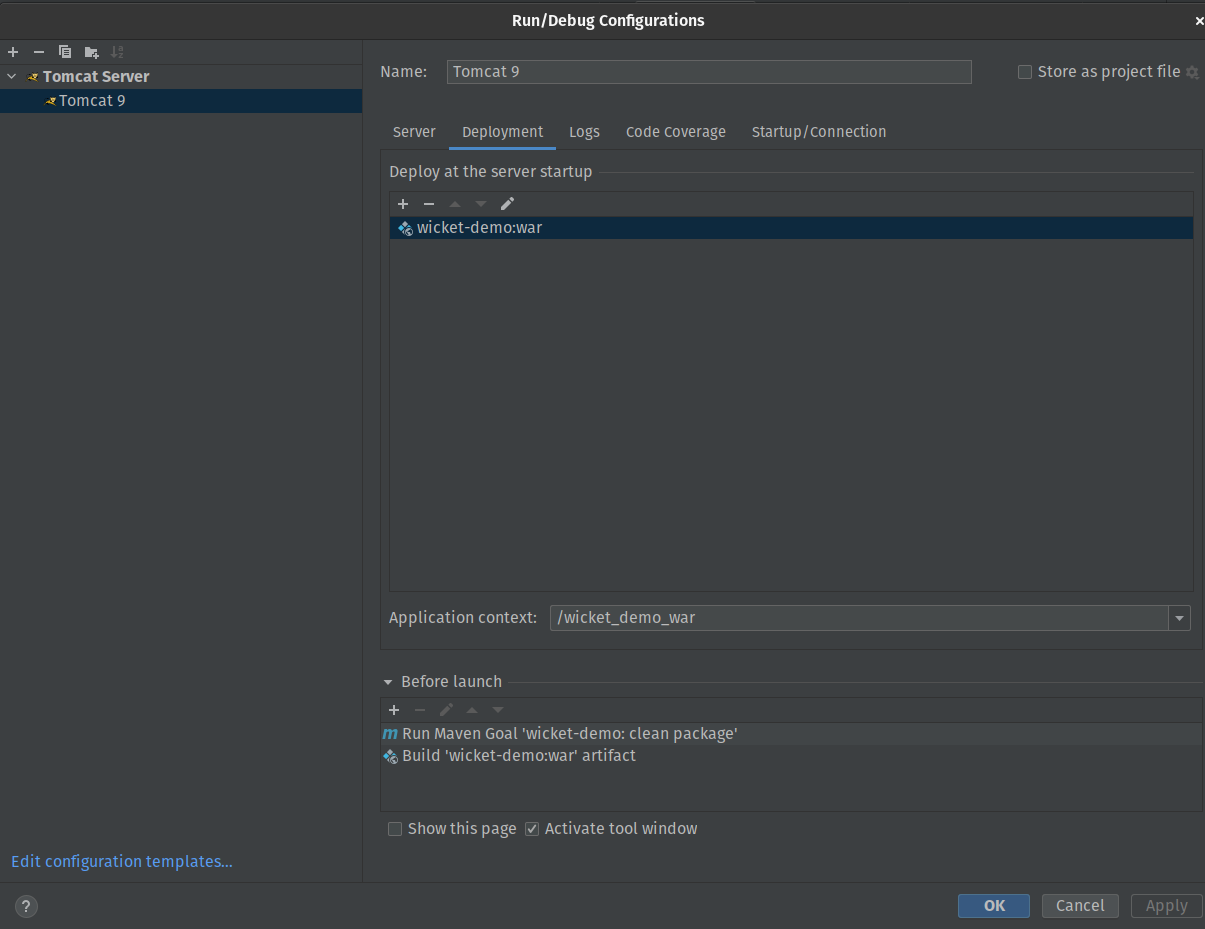 Run/Debug Configurations
Tomcat Server
Tomcat 9
Name: Tomcat 9 Store as project file
Server Deployment Logs Code Coverage Startup/Connection
Deploy at the server startup
wicket-demo:war
Application context: /wicket_demo_war
Before launch
m Run Maven Goal 'wicket-demo: clean package'
Build 'wicket-demo:war' artifact
Show this page Activate tool window
Edit configuration templates...
? OK Cancel Apply